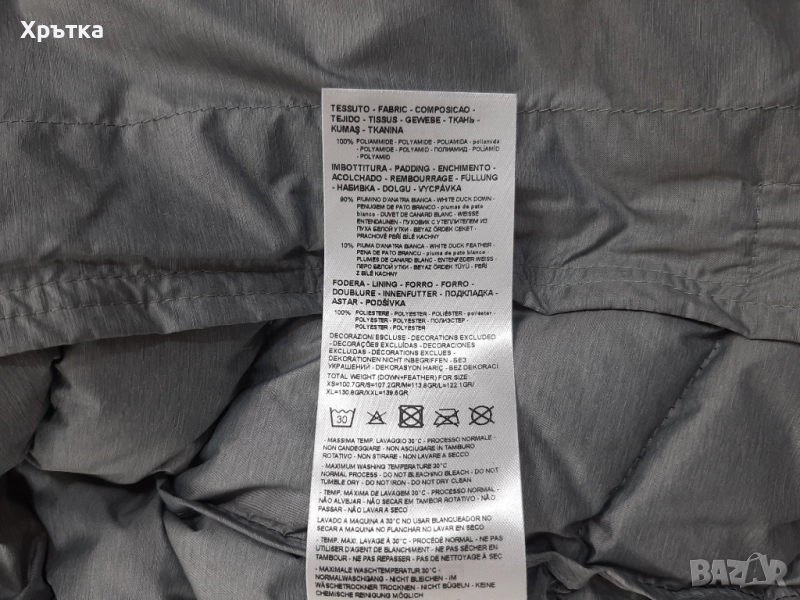 Хрътка
TESSUTO - FABRIC - COMPOSICAO -
TEJIDO - TISSUS - GEWEBE - ТКАНЬ -
KUMAŞ - TKANINA
100% POLIAMMIDE - POLYAMIDE - POLIAMIDA - poliamida
- POLYAMIDE - POLYAMID - ПОЛИАМИД - POLİAMİD
- POLYAMID
IMBOTTITURA - PADDING - ENCHIMENTO -
ACOLCHADO - REMBOURRAGE - FÜLLUNG
- НАБИВКА - DOLGU - VYCPÁVKA
90% PIUMINO D'ANATRA BIANCA - WHITE DUCK DOWN -
PENUGEM DE PATO BRANCO - plumas de pato
blanco - DUVET DE CANARD BLANC - WEISSE
ENTENDAUNEN - ПУХОВИК С УТЕПЛИТЕЛЕМ ИЗ
ПУХА БЕЛОЙ УТКИ - BEYAZ ÖRDEK CEKET -
PRACHOVÉ PEŘÍ BÍLÉ KACHNY
10% PIUMA D'ANATRA BIANCA - WHITE DUCK FEATHER -
PENA DE PATO BRANCO - pluma de pato blanco -
PLUMES DE CANARD BLANC - ENTENFEDER WEISS -
ПЕРО БЕЛОЙ УТКИ - BEYAZ ÖRDEK TÜYÜ - PEŘÍ
Z BÍLÉ KACHNY
FODERA - LINING - FORRO - FORRO -
DOUBLURE - INNENFUTTER - ПОДКЛАДКА -
ASTAR - PODŠÍVKA
100% POLIESTERE - POLYESTER - POLIÉSTER - poliéster
- POLYESTER - POLYESTER - ПОЛИЭСТЕР -
POLYESTER - POLYESTER
DECORAZIONI ESCLUSE - DECORATIONS EXCLUDED
- DECORAÇÕES EXCLUÍDAS - DECORACIONES
EXCLUIDAS - DÉCORATIONS EXCLUES -
DEKORATIONEN NICHT INBEGRIFFEN - БЕЗ
УКРАШЕНИЙ - DEKORASYON HARİÇ - BEZ DEKORACÍ
TOTAL WEIGHT (DOWN+FEATHER) FOR SIZE
XS=100.7GR/S=107.2GR/M=113.8GR/L=122.1GR/
XL=130.8GR/XXL=139.6GR
30
- MASSIMA TEMP. LAVAGGIO 30°C - PROCESSO NORMALE -
NON CANDEGGIARE - NON ASCIUGARE IN TAMBURO
ROTATIVO - NON STIRARE - NON LAVARE A SECCO
- MAXIMUM WASHING TEMPERATURE 30°C
NORMAL PROCESS - DO NOT BLEACHING BLEACH - DO NOT
TUMBLE DRY - DO NOT IRON - DO NOT DRY CLEAN
- TEMP. MÁXIMA DE LAVAGEM 30°C - PROCESSO NORMAL -
NÃO ALVEJAR - NÃO SECAR EM TAMBOR ROTATIVO - NÃO
PASSAR - NÃO LIMPAR A SECO
LAVADO A MAQUINA A 30°C NO USAR BLANQUEADOR NO
SECAR A MAQUINA NO PLANCHAR NO LAVAR EN SECO
- TEMP. MAX. LAVAGE À 30°C - PROCÉDÉ NORMAL - NE PAS
UTILISER D'AGENT DE BLANCHIMENT - NE PAS SÉCHER EN
TAMBOUR - NE PAS REPASSER - PAS DE NETTOYAGE À SEC
- MAXIMALE WASCHTEMPERATUR 30°C -
NORMALWASCHGANG - NICHT BLEICHEN - IM
WÄSCHETROCKNER TROCKNEN - NICHT BÜGELN - KEINE
CHEMISCHE REINIGUNG MÖGLICH
BAZAR